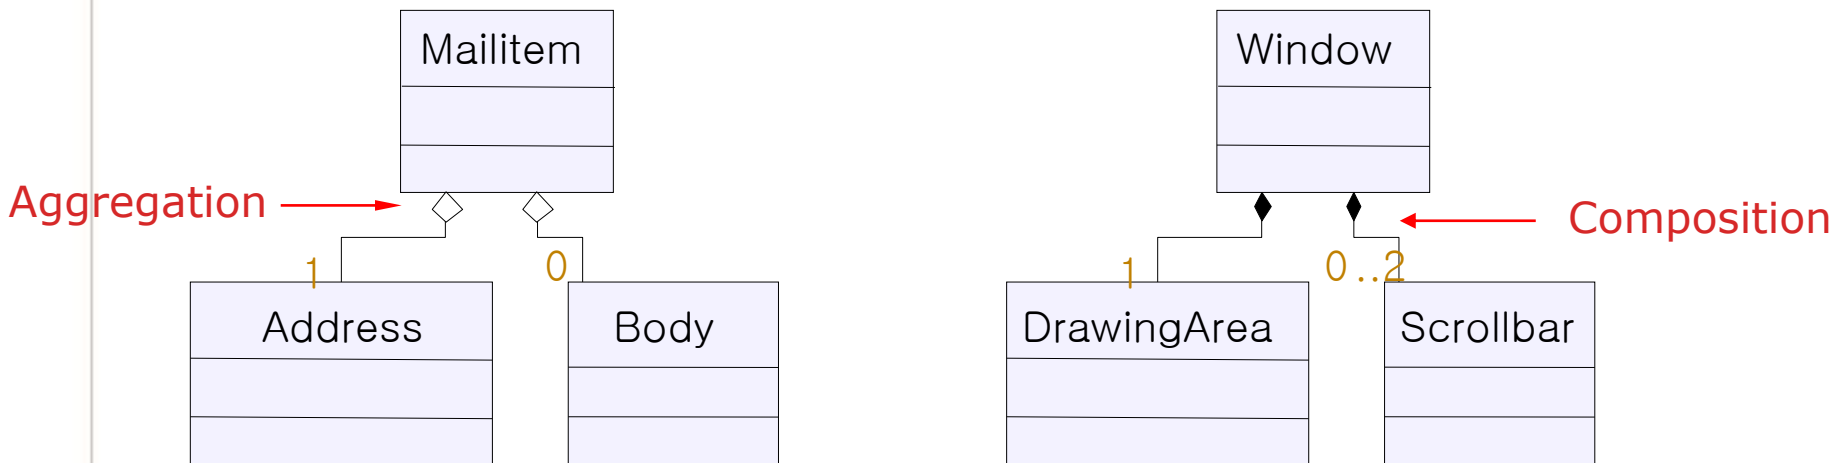 Mailitem
Window
Aggregation
Composition
1
0
1
0..2
Address
Body
DrawingArea
Scrollbar